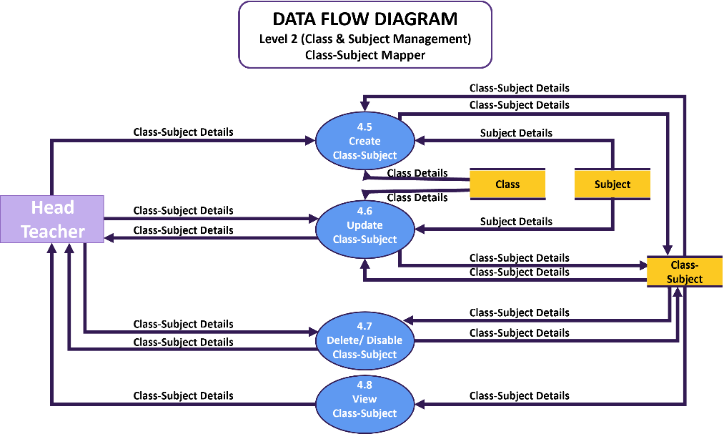 DATA FLOW DIAGRAM
Level 2 (Class & Subject Management)
Class-Subject Mapper
Class-Subject Details
Class-Subject Details
Class-Subject Details
4.5
Create
Class-Subject
Subject Details
Class Details
Class
Subject
Class Details
Head
Teacher
Class-Subject Details
Class-Subject Details
4.6
Update
Class-Subject
Subject Details
Class-Subject Details
Class-Subject Details
Class-
Subject
Class-Subject Details
Class-Subject Details
4.7
Delete/ Disable
Class-Subject
Class-Subject Details
Class-Subject Details
Class-Subject Details
4.8
View
Class-Subject
Class-Subject Details